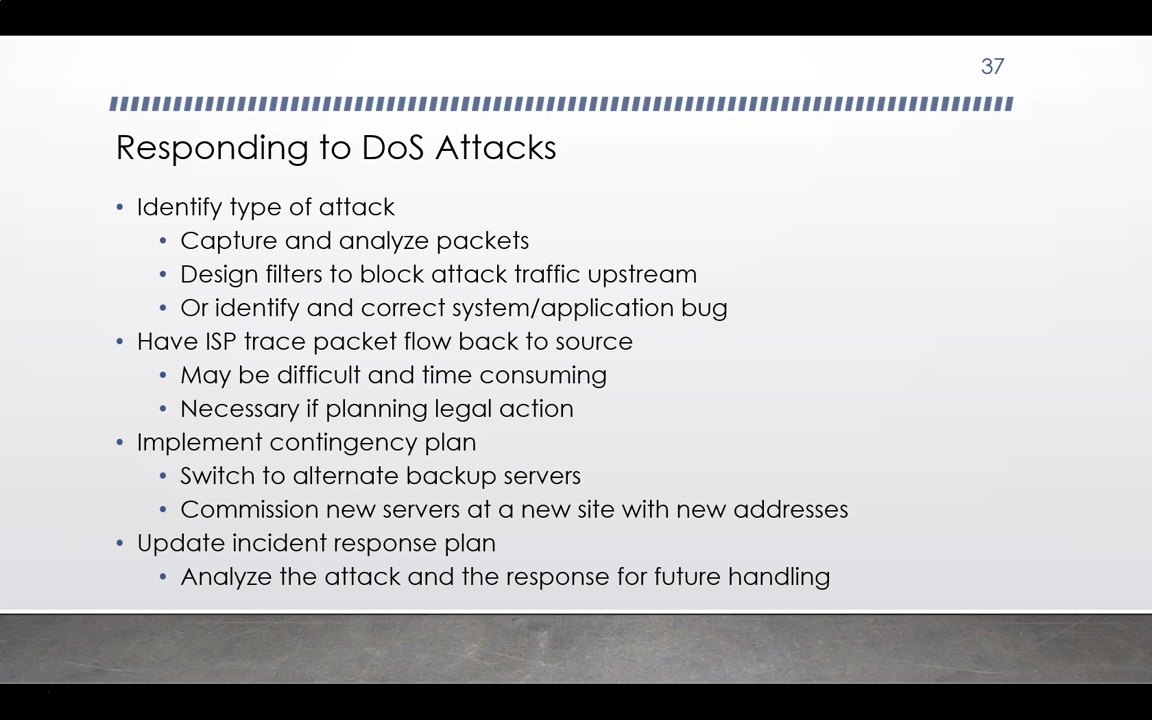 37
Responding to DoS Attacks
• Identify type of attack
• Capture and analyze packets
• Design filters to block attack traffic upstream
• Or identify and correct system/application bug
• Have ISP trace packet flow back to source
• May be difficult and time consuming
• Necessary if planning legal action
• Implement contingency plan
• Switch to alternate backup servers
• Commission new servers at a new site with new addresses
• Update incident response plan
• Analyze the attack and the response for future handling